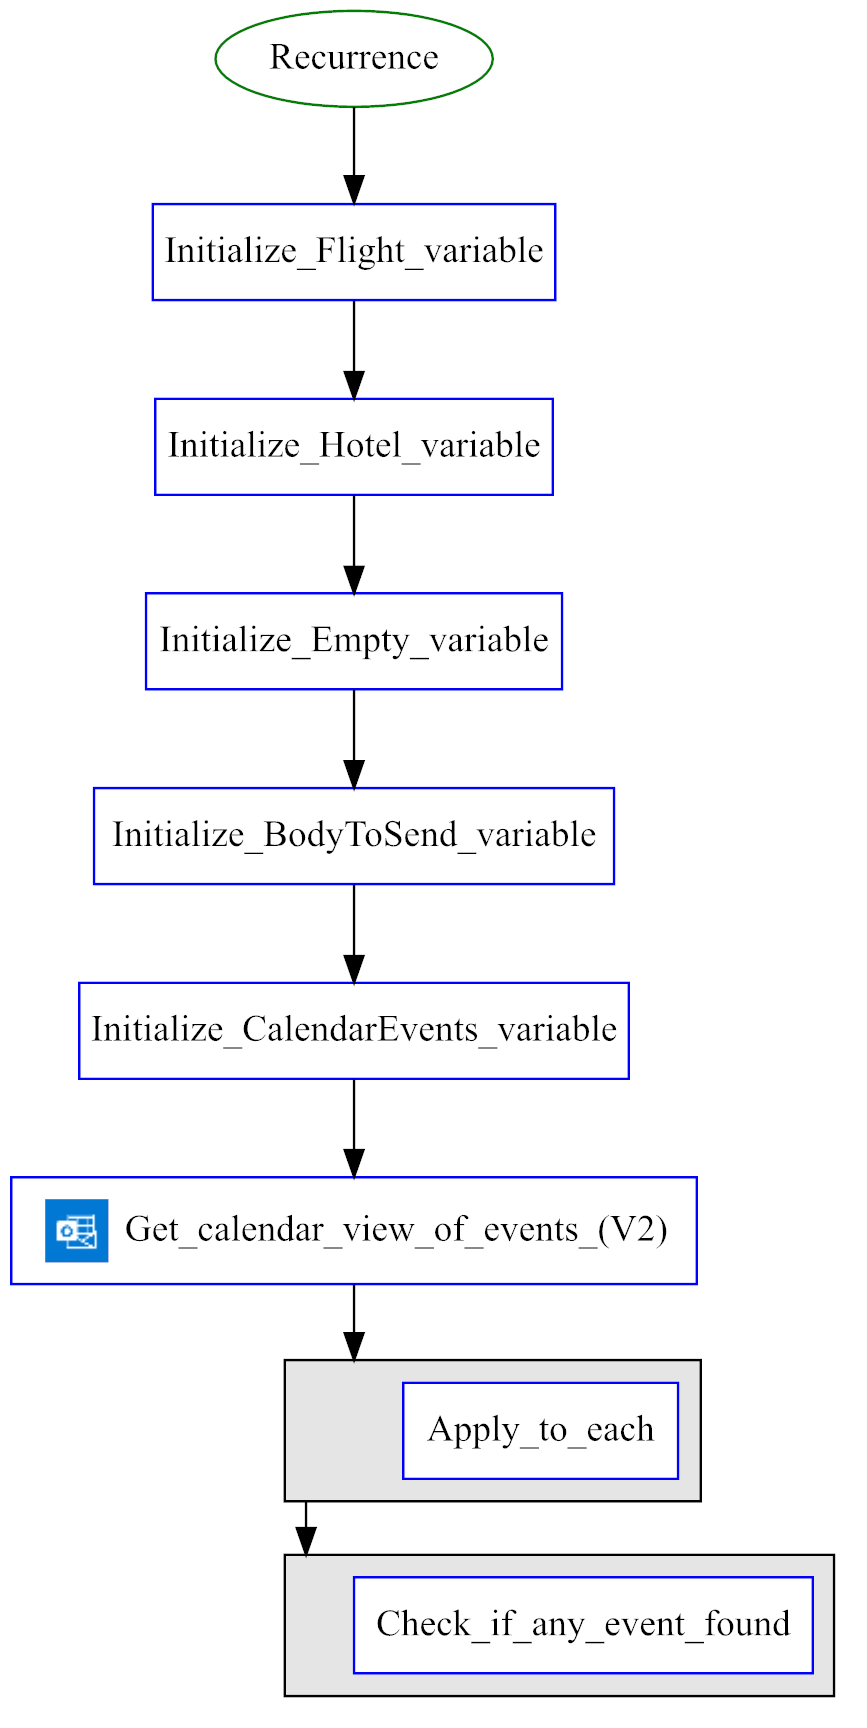 Recurrence
Initialize_Flight_variable
Initialize_Hotel_variable
Initialize_Empty_variable
Initialize_BodyToSend_variable
Initialize_CalendarEvents_variable
Get_calendar_view_of_events_(V2)
Apply_to_each
Check_if_any_event_found